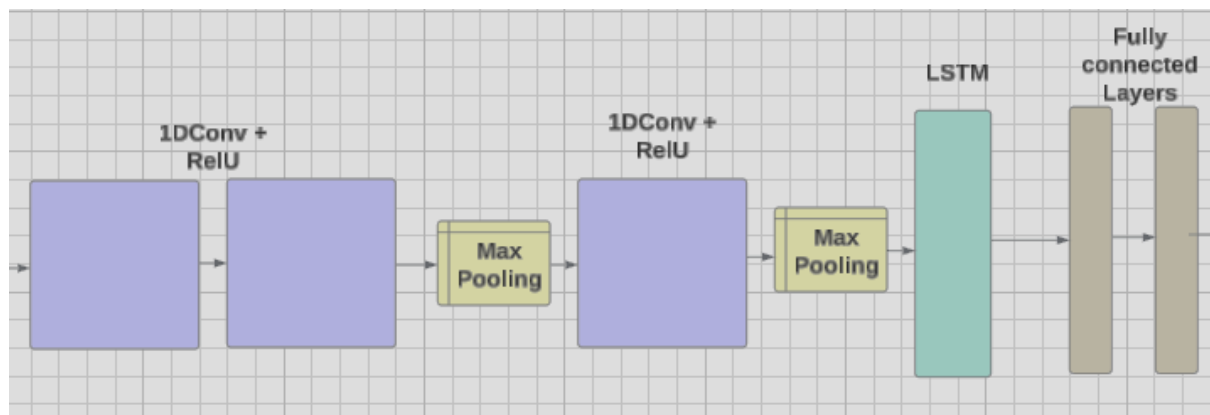 1DConv +
RelU
Max
Pooling
1DConv +
RelU
Max
Pooling
LSTM
Fully
connected
Layers